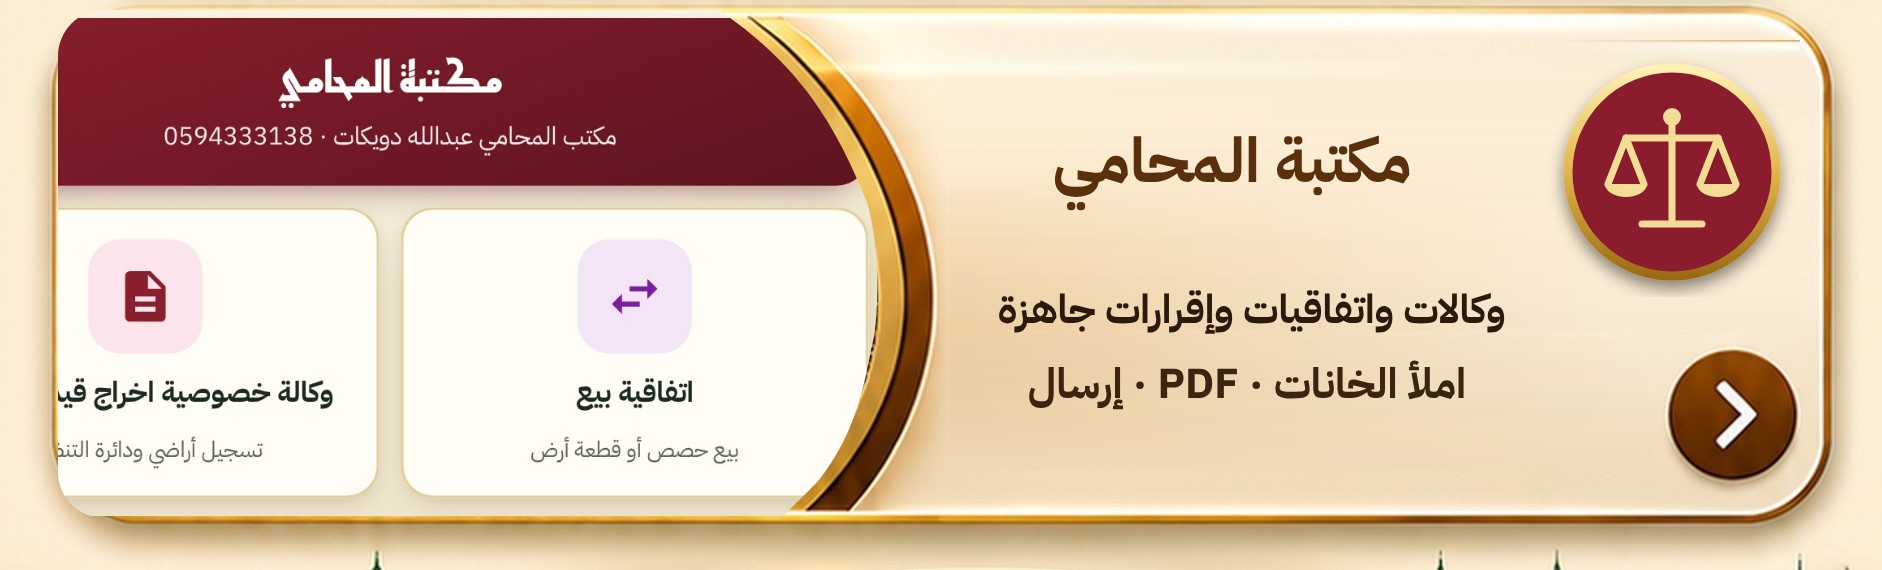 مكتبة المحامي
وكالات واتفاقيات وإقرارات جاهزة
املأ الخانات · PDF · إرسال
مكتبة المحامي
مكتب المحامي عبدالله دويكات · 0594333138
اتفاقية بيع
بيع حصص أو قطعة أرض
وكالة خصوصية اخراج
تسجيل أراضي ودائرة